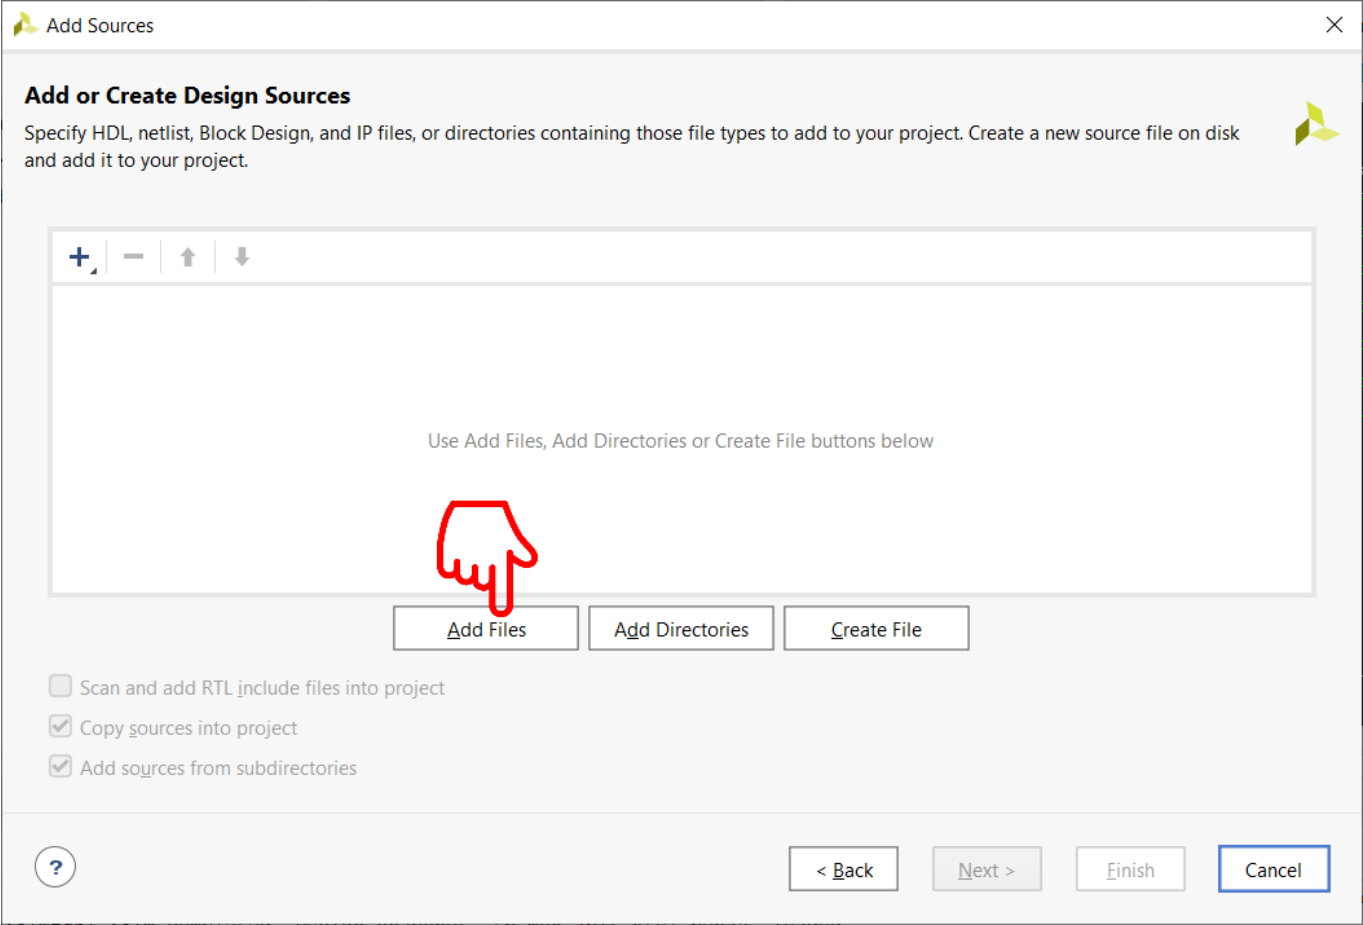 Add Sources
Add or Create Design Sources
Specify HDL, netlist, Block Design, and IP files, or directories containing those file types to add to your project. Create a new source file on disk
and add it to your project.
Use Add Files, Add Directories or Create File buttons below
Add Files
Add Directories
Create File
Scan and add RTL include files into project
Copy sources into project
Add sources from subdirectories
?
< Back
Next >
Finish
Cancel